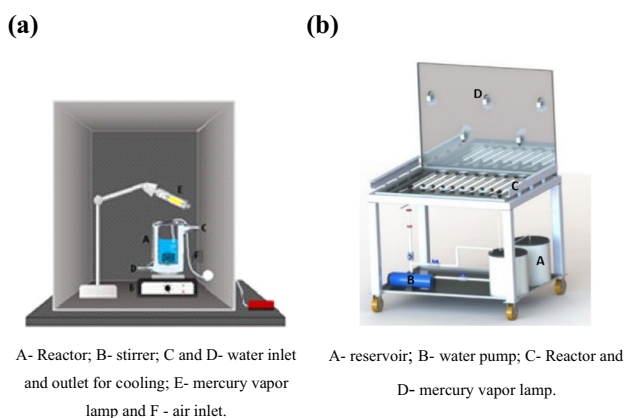 (a)
(b)
E
C
A
F
D
B
D
C
A
B
A- Reactor; B- stirrer; C and D- water inlet
and outlet for cooling; E- mercury vapor
lamp and F - air inlet.
A- reservoir; B- water pump; C- Reactor and
D- mercury vapor lamp.